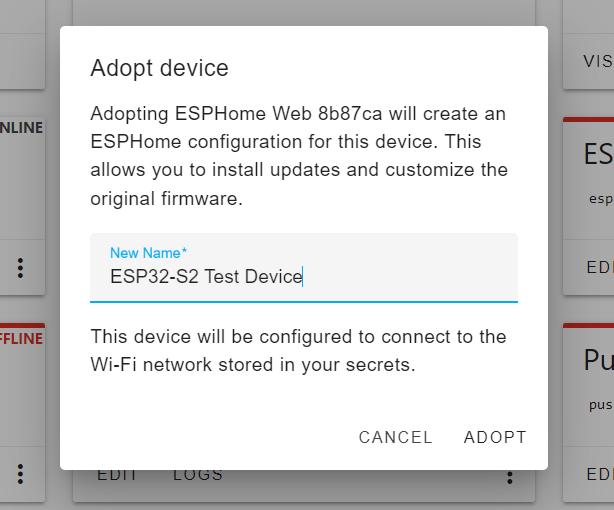 VIS
Adopt device
Adopting ESPHome Web 8b87ca will create an
ESPHome configuration for this device. This
allows you to install updates and customize the
original firmware.
NLINE
ES
esp
New Name*
ESP32-S2 Test Device
EDI
This device will be configured to connect to the
Wi-Fi network stored in your secrets.
FFLINE
Pu
pus
CANCEL
ADOPT
EDIT
LOGS
EDI